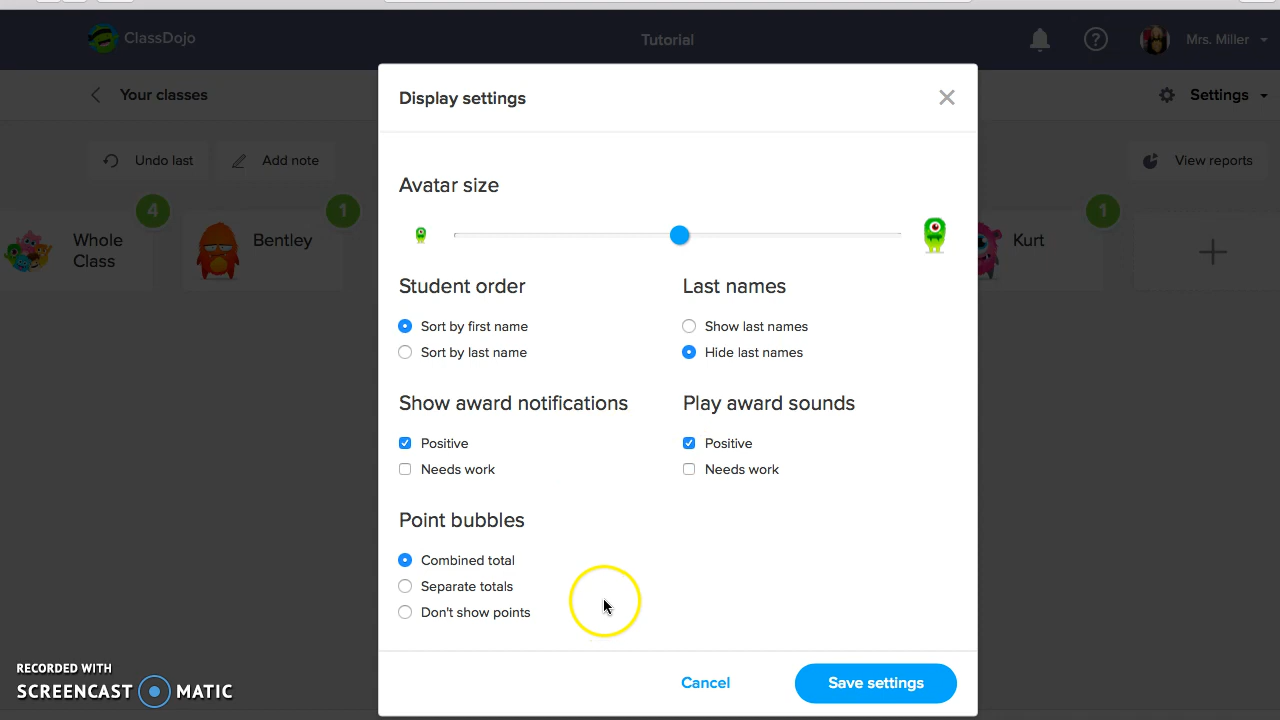 ClassDojo
Tutorial
Mrs. Miller
Your classes
Settings
Undo last
Add note
View reports
4
Whole
Class
1
Bentley
1
Kurt
Display settings
Avatar size
Student order
Sort by first name
Sort by last name
Last names
Show last names
Hide last names
Show award notifications
Positive
Needs work
Play award sounds
Positive
Needs work
Point bubbles
Combined total
Separate totals
Don't show points
Cancel
Save settings
RECORDED WITH
SCREENCAST MATIC